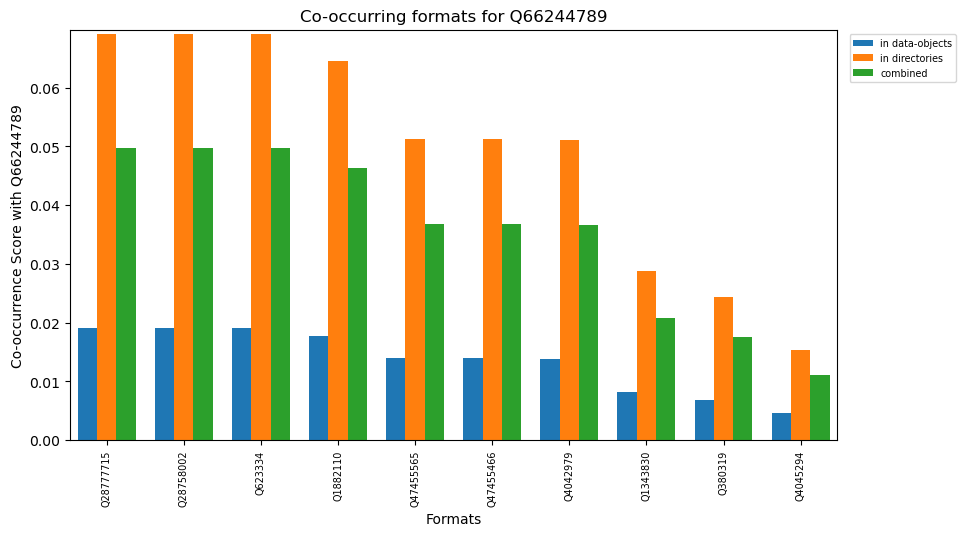 Co-occurring formats for Q66244789
Co-occurrence Score with Q66244789
0.06
0.05
0.04
0.03
0.02
0.01
0.00
Q28777715
Q28758002
Q623334
Q1882110
Q47455565
Q47455466
Q4042979
Q1343830
Q380319
Q4045294
Formats
in data-objects
in directories
combined